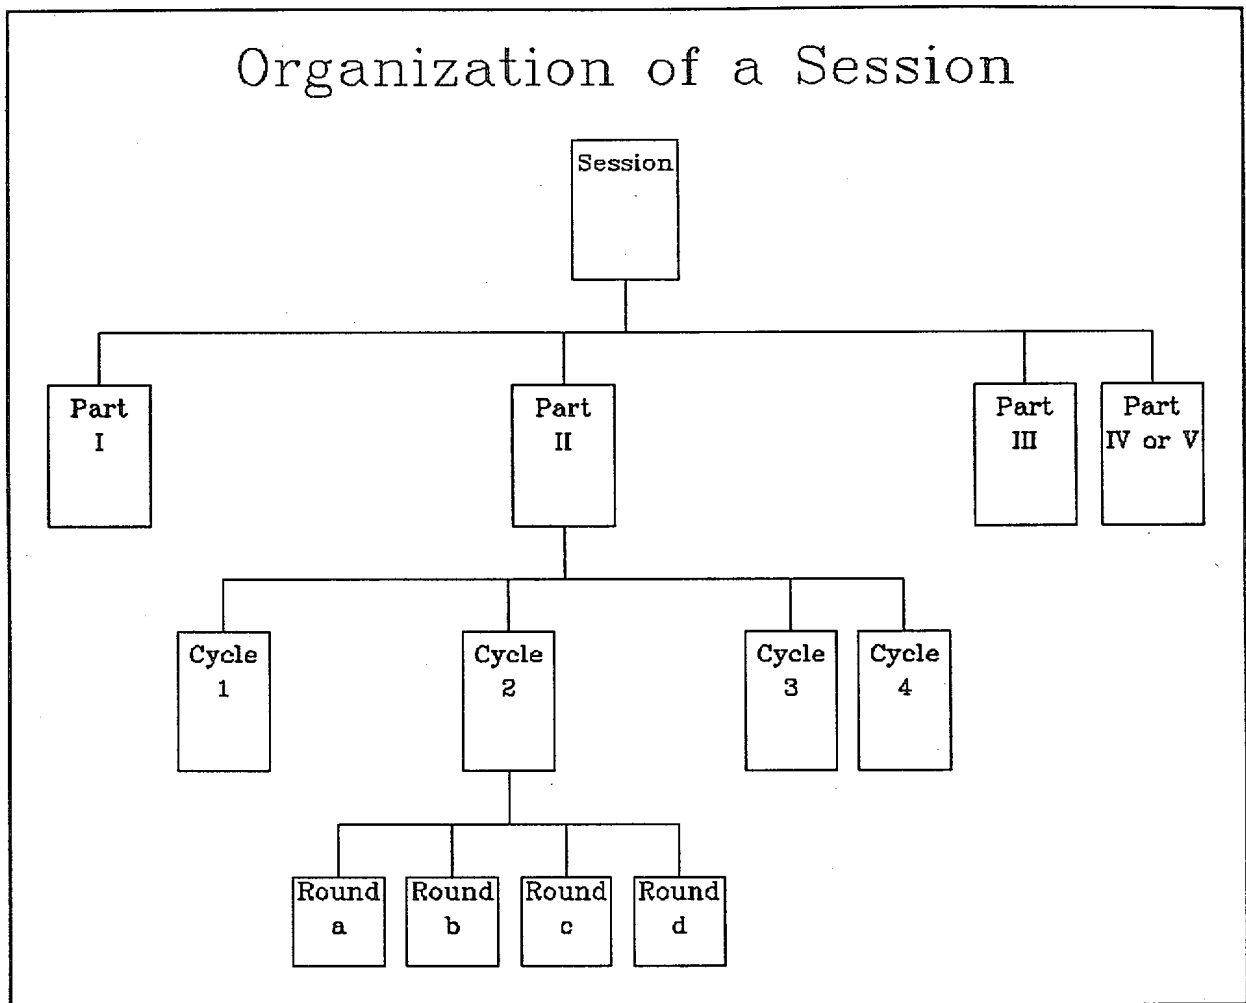 Organization of a Session
Session
Part
I
Part
II
Part
III
Part
IV or V
Cycle
1
Cycle
2
Cycle
3
Cycle
4
Round
a
Round
b
Round
c
Round
d